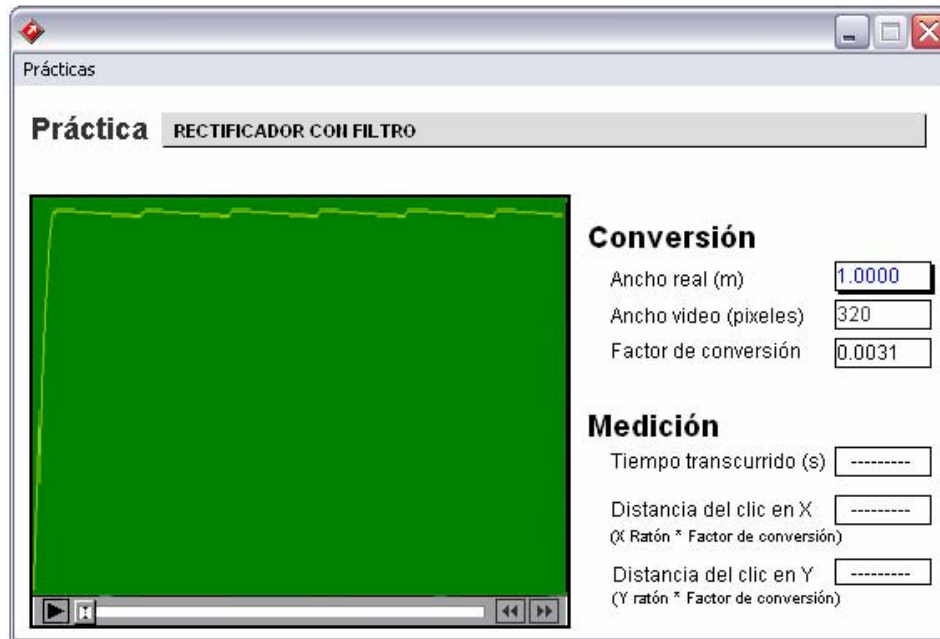 Prácticas
Práctica RECTIFICADOR CON FILTRO
Conversión
Ancho real (m) 1.0000
Ancho video (pixeles) 320
Factor de conversión 0.0031
Medición
Tiempo transcurrido (s) ---------
Distancia del clic en X ---------
(X Ratón * Factor de conversión)
Distancia del clic en Y ---------
(Y ratón * Factor de conversión)